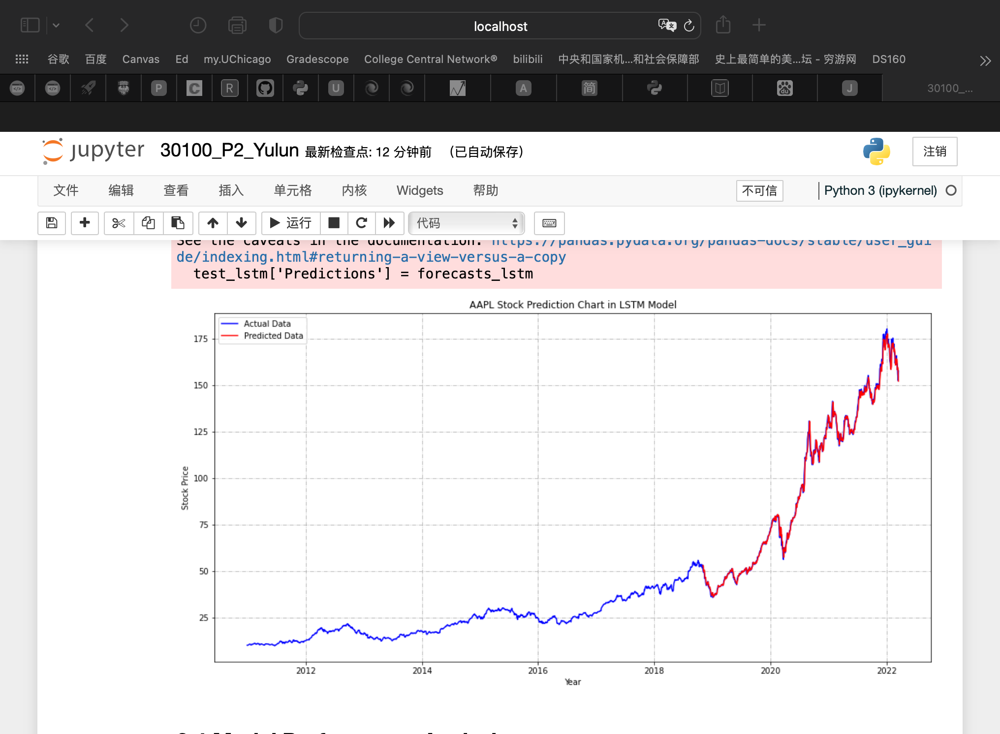 localhost
谷歌 百度 Canvas Ed my.UChicago Gradescope College Central Network® bilibili 中央和国家机...和社会保障部 史上最简单的美...坛 - 穷游网 DS160
P C R U A 简 du J 30100_...
jupyter 30100_P2_Yulun 最新检查点: 12 分钟前 (已自动保存) 注销
文件 编辑 查看 插入 单元格 内核 Widgets 帮助 不可信 Python 3 (ipykernel)
运行 代码
See the caveats in the documentation: https://pandas.pydata.org/pandas-docs/stable/user_gui
de/indexing.html#returning-a-view-versus-a-copy
test_lstm['Predictions'] = forecasts_lstm
AAPL Stock Prediction Chart in LSTM Model
Actual Data
Predicted Data
175
150
125
100
75
50
25
Stock Price
2012 2014 2016 2018 2020 2022
Year